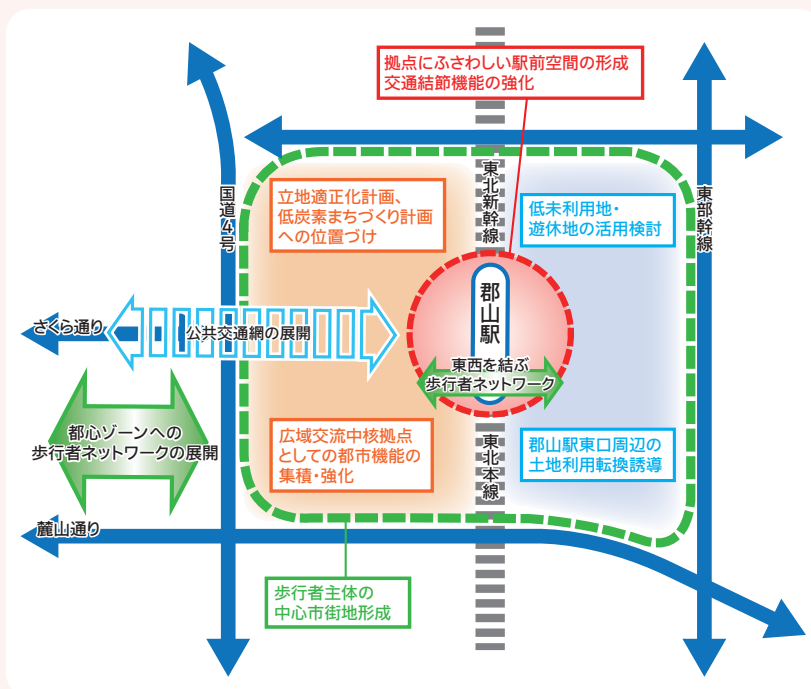 拠点にふさわしい駅前空間の形成
交通結節機能の強化
東北新幹線
国道4号
東部幹線
立地適正化計画、
低炭素まちづくり計画
への位置づけ
低未利用地・
遊休地の活用検討
郡山駅
さくら通り
公共交通網の展開
東西を結ぶ
歩行者ネットワーク
都心ゾーンへの
歩行者ネットワークの展開
広域交流中核拠点
としての都市機能の
集積・強化
東北本線
郡山駅東口周辺の
土地利用転換誘導
麓山通り
歩行者主体の
中心市街地形成